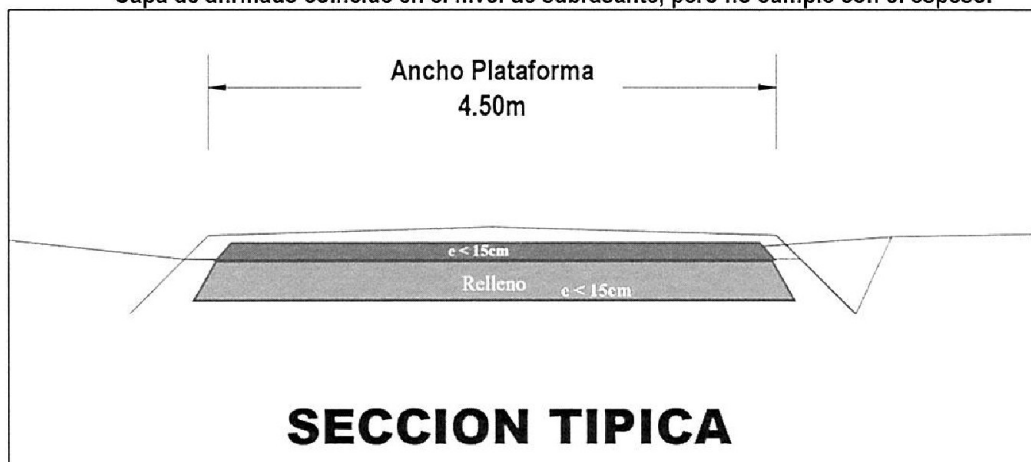 Capa de afirmado coincide en el nivel de subrasante, pero no cumple con el espesor
Ancho Plataforma
4.50m
e < 15cm
Relleno e < 15cm
SECCION TIPICA